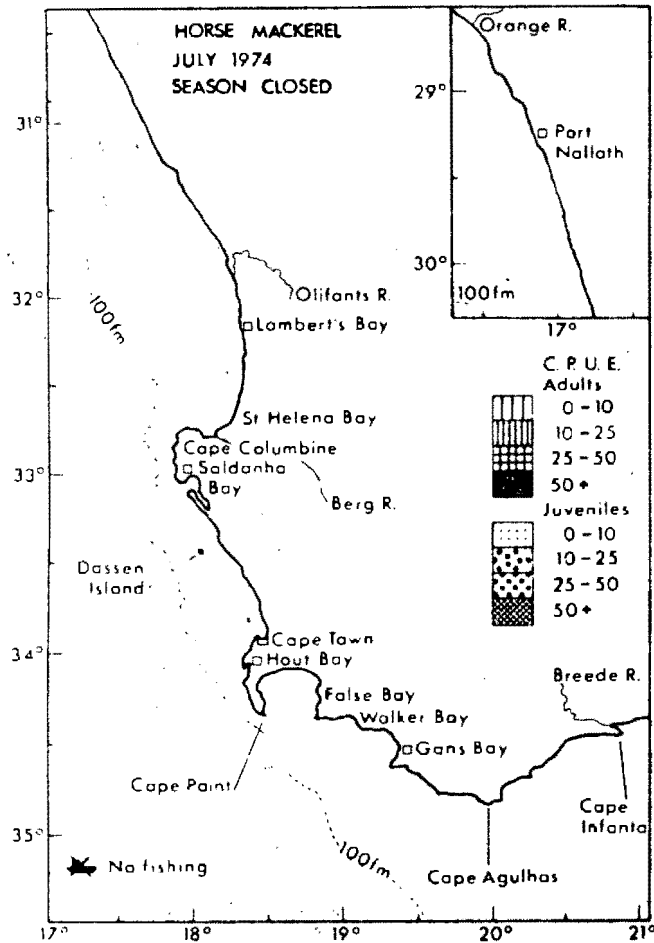 HORSE MACKEREL
JULY 1974
SEASON CLOSED
Orange R.
29°
Port
Nallath
30°
100fm
17°
31°
32°
33°
34°
35°
100fm
Olifants R.
Lambert's Bay
St Helena Bay
Cape Columbine
Saldanha
Bay
Berg R.
Dassen
Island
Cape Town
Hout Bay
False Bay
Walker Bay
Gans Bay
Breede R.
Cape Point
Cape
Infanta
Cape Agulhas
100fm
No fishing
C. P. U. E.
Adults
0-10
10-25
25-50
50+
Juveniles
0-10
10-25
25-50
50+
17°
18°
19°
20°
21°